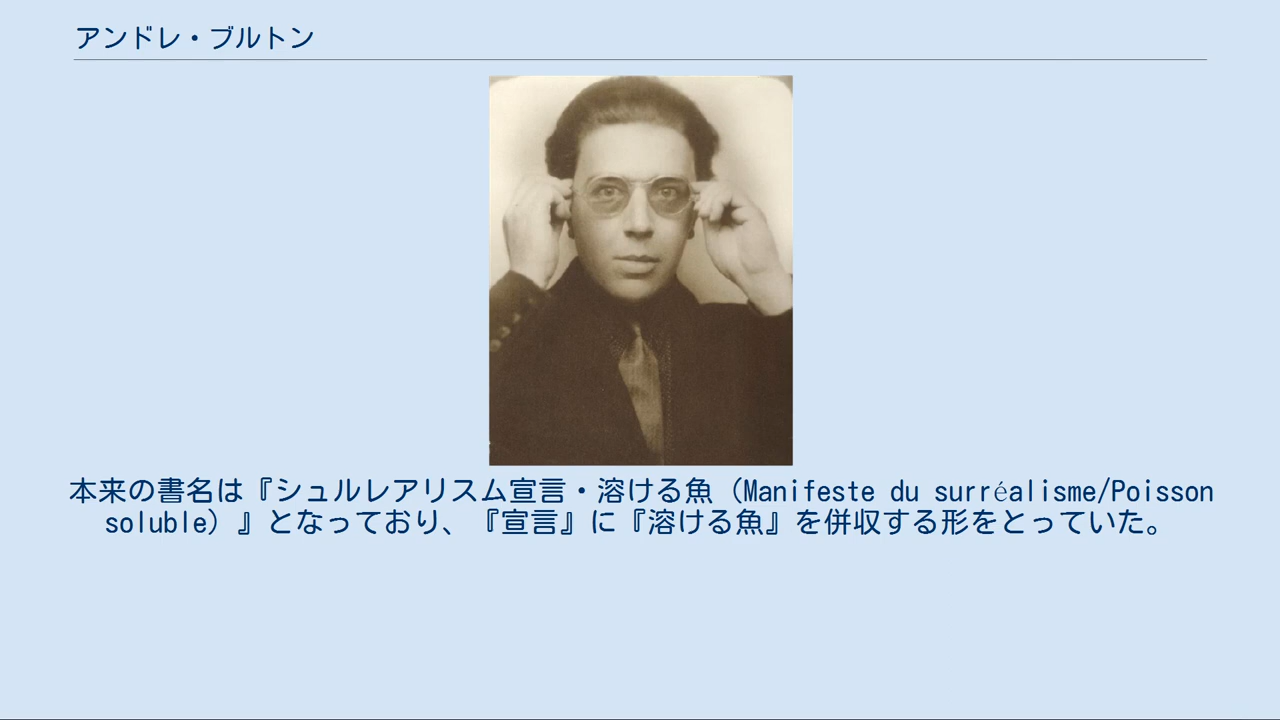 アンドレ・ブルトン
本来の書名は『シュルレアリスム宣言・溶ける魚（Manifeste du surréalisme/Poisson
soluble）』となっており、『宣言』に『溶ける魚』を併収する形をとっていた。